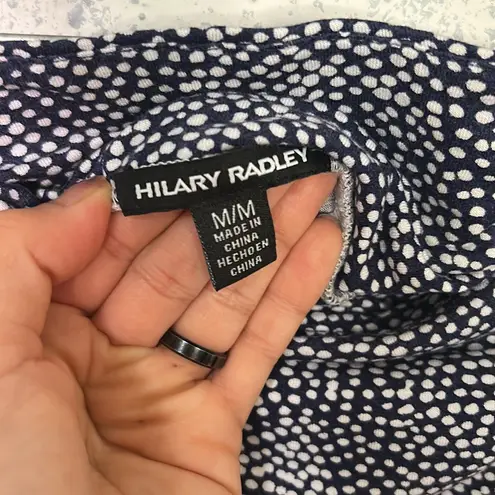 HILARY RADLEY
M/M
MADE IN
CHINA
HECHO EN
CHINA